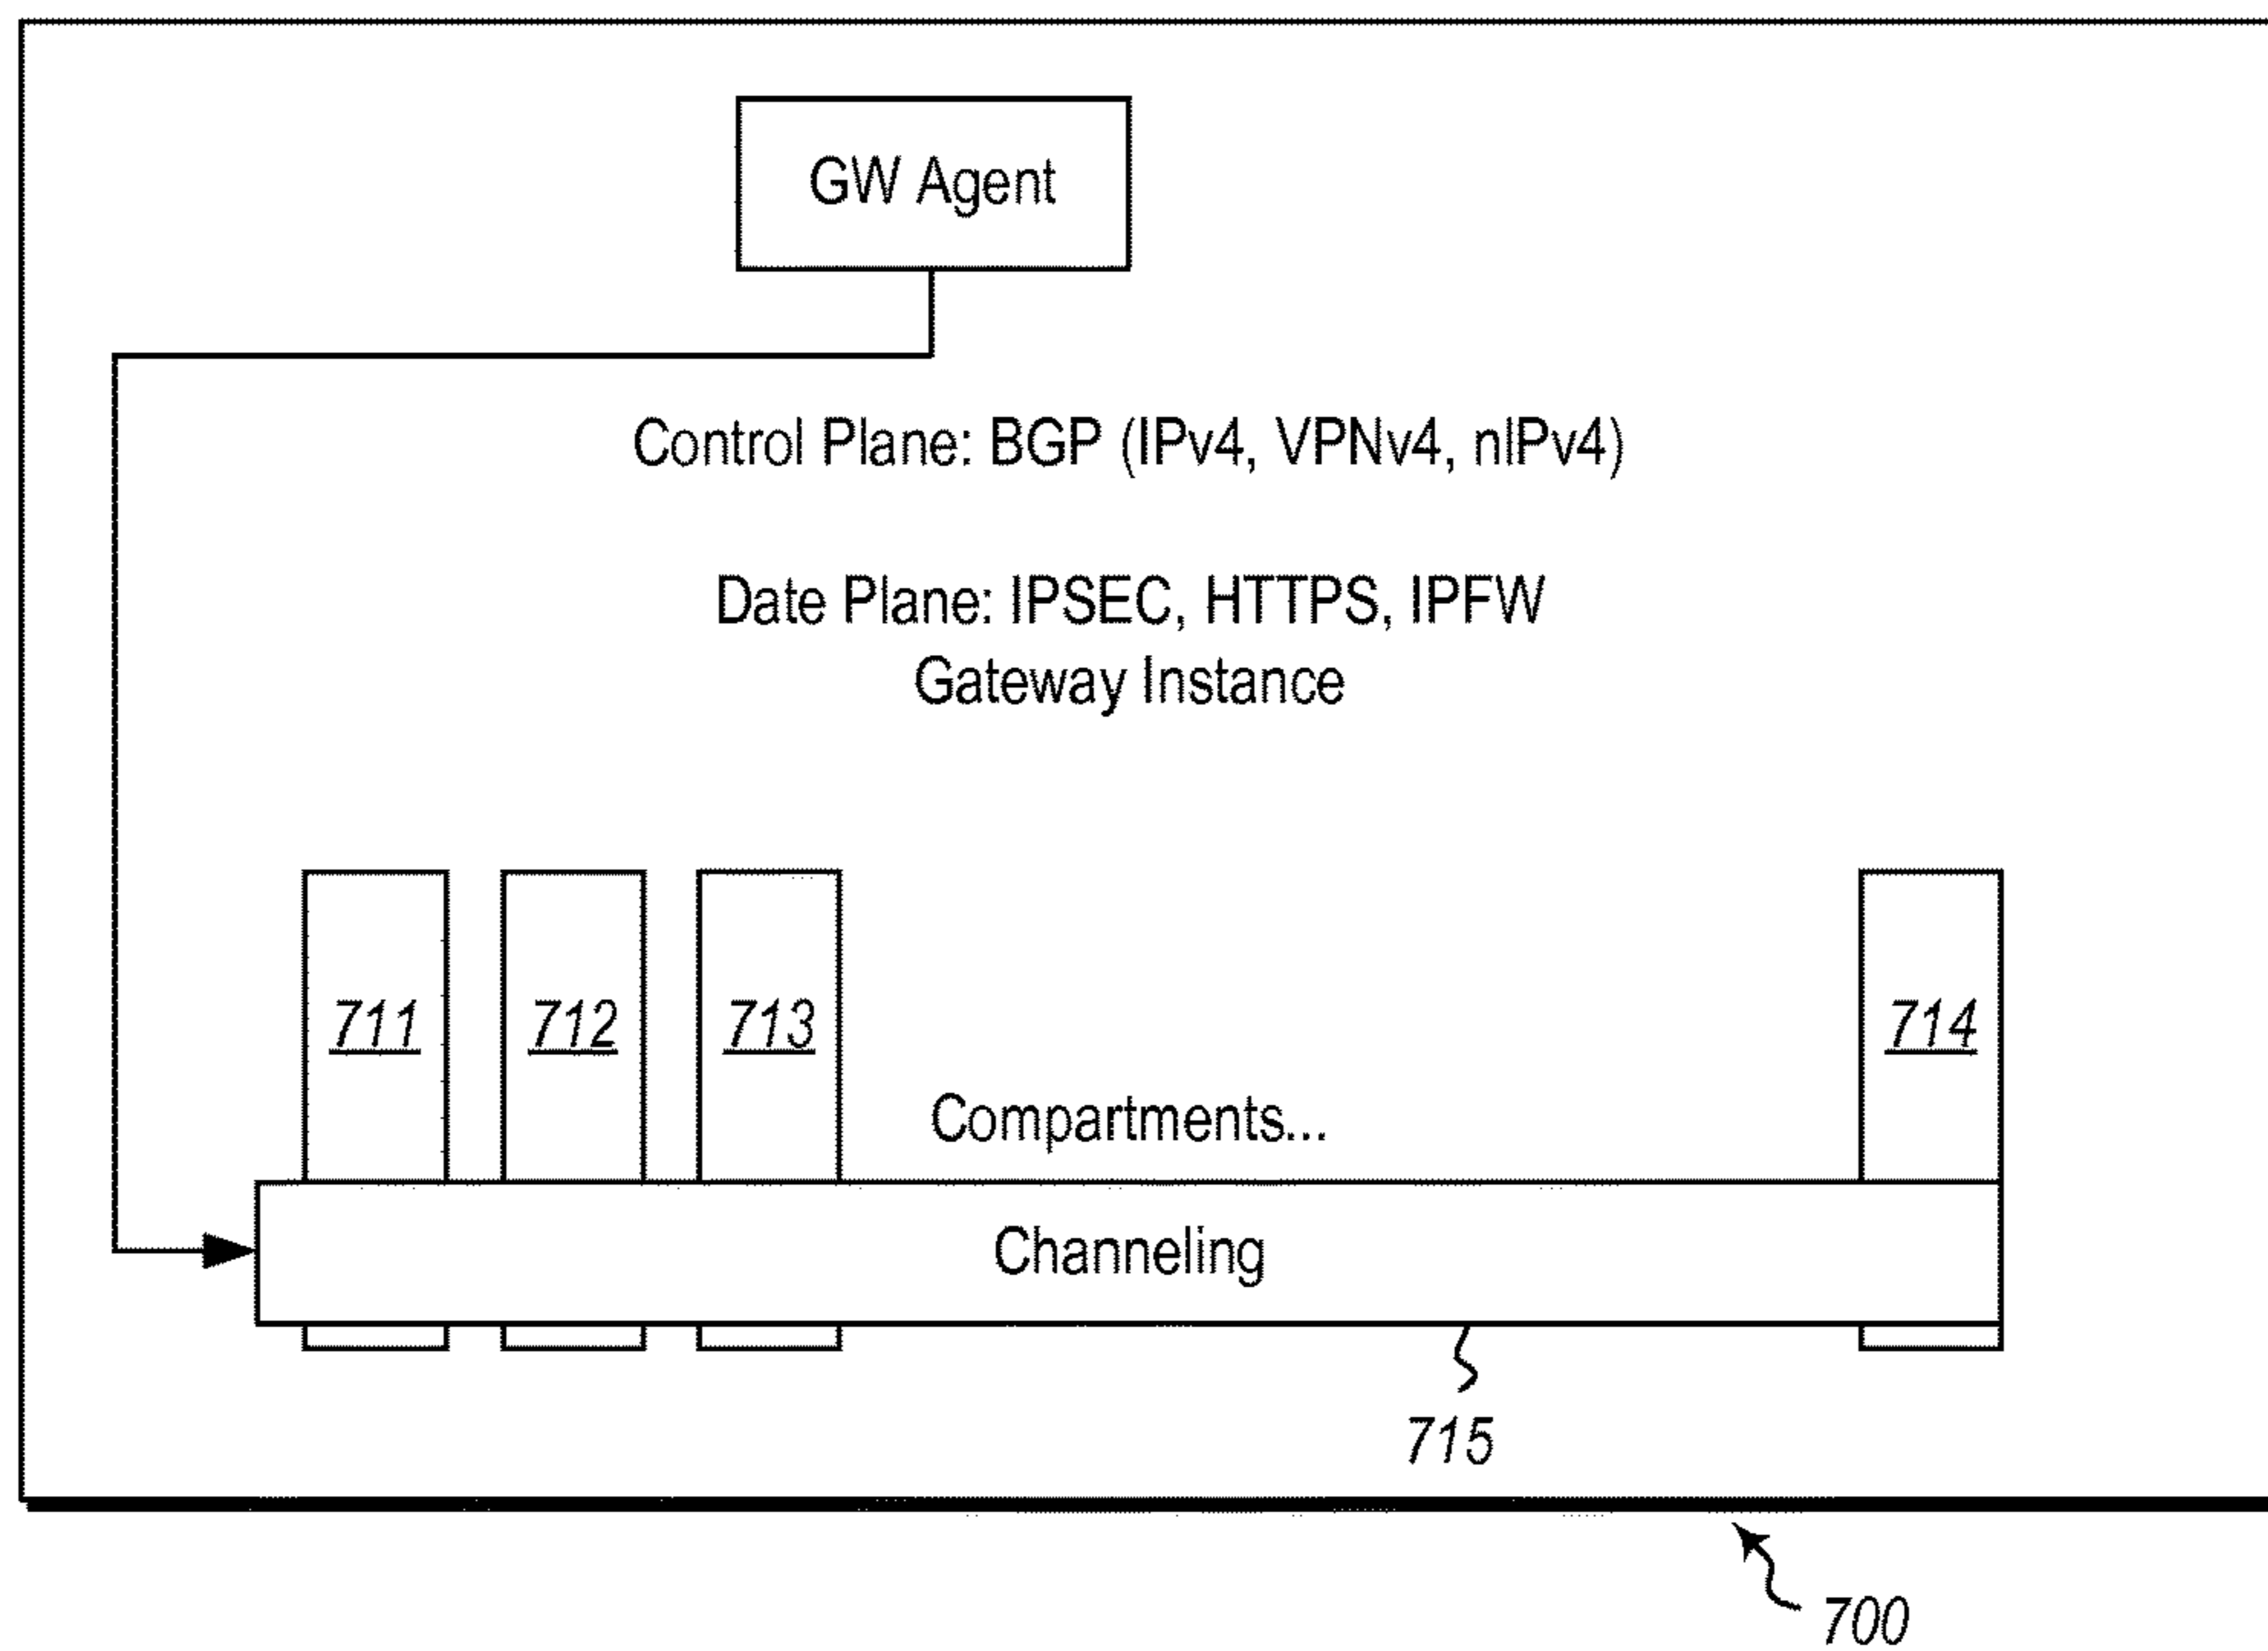 GW Agent
Control Plane: BGP (IPv4, VPNv4, nIPv4)
Date Plane: IPSEC, HTTPS, IPFW
Gateway Instance
711 712 713 714
Compartments...
Channeling
715
700